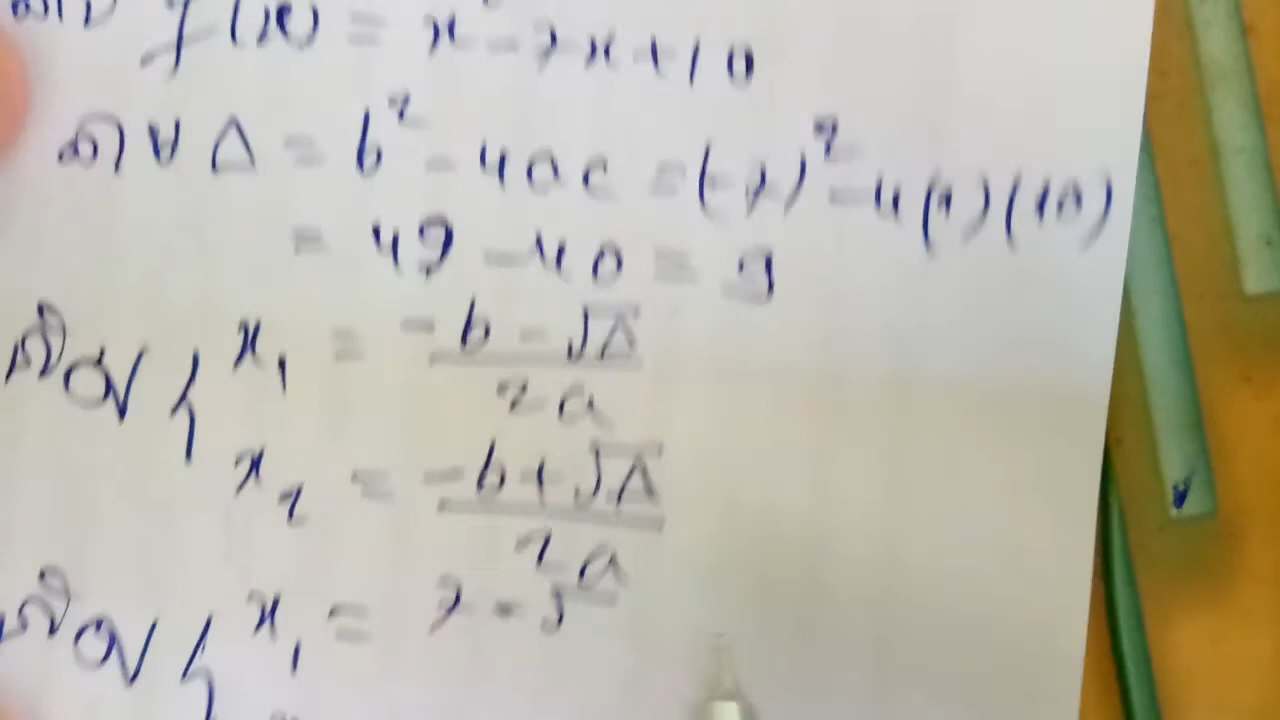 f(x) = x² - 7x + 10
Δ = b² - 4ac = (-7)² - 4(1)(10)
= 49 - 40 = 9
{ x₁ = (-b - √Δ) / 2a
x₂ = (-b + √Δ) / 2a
{ x₁ = 7 - √